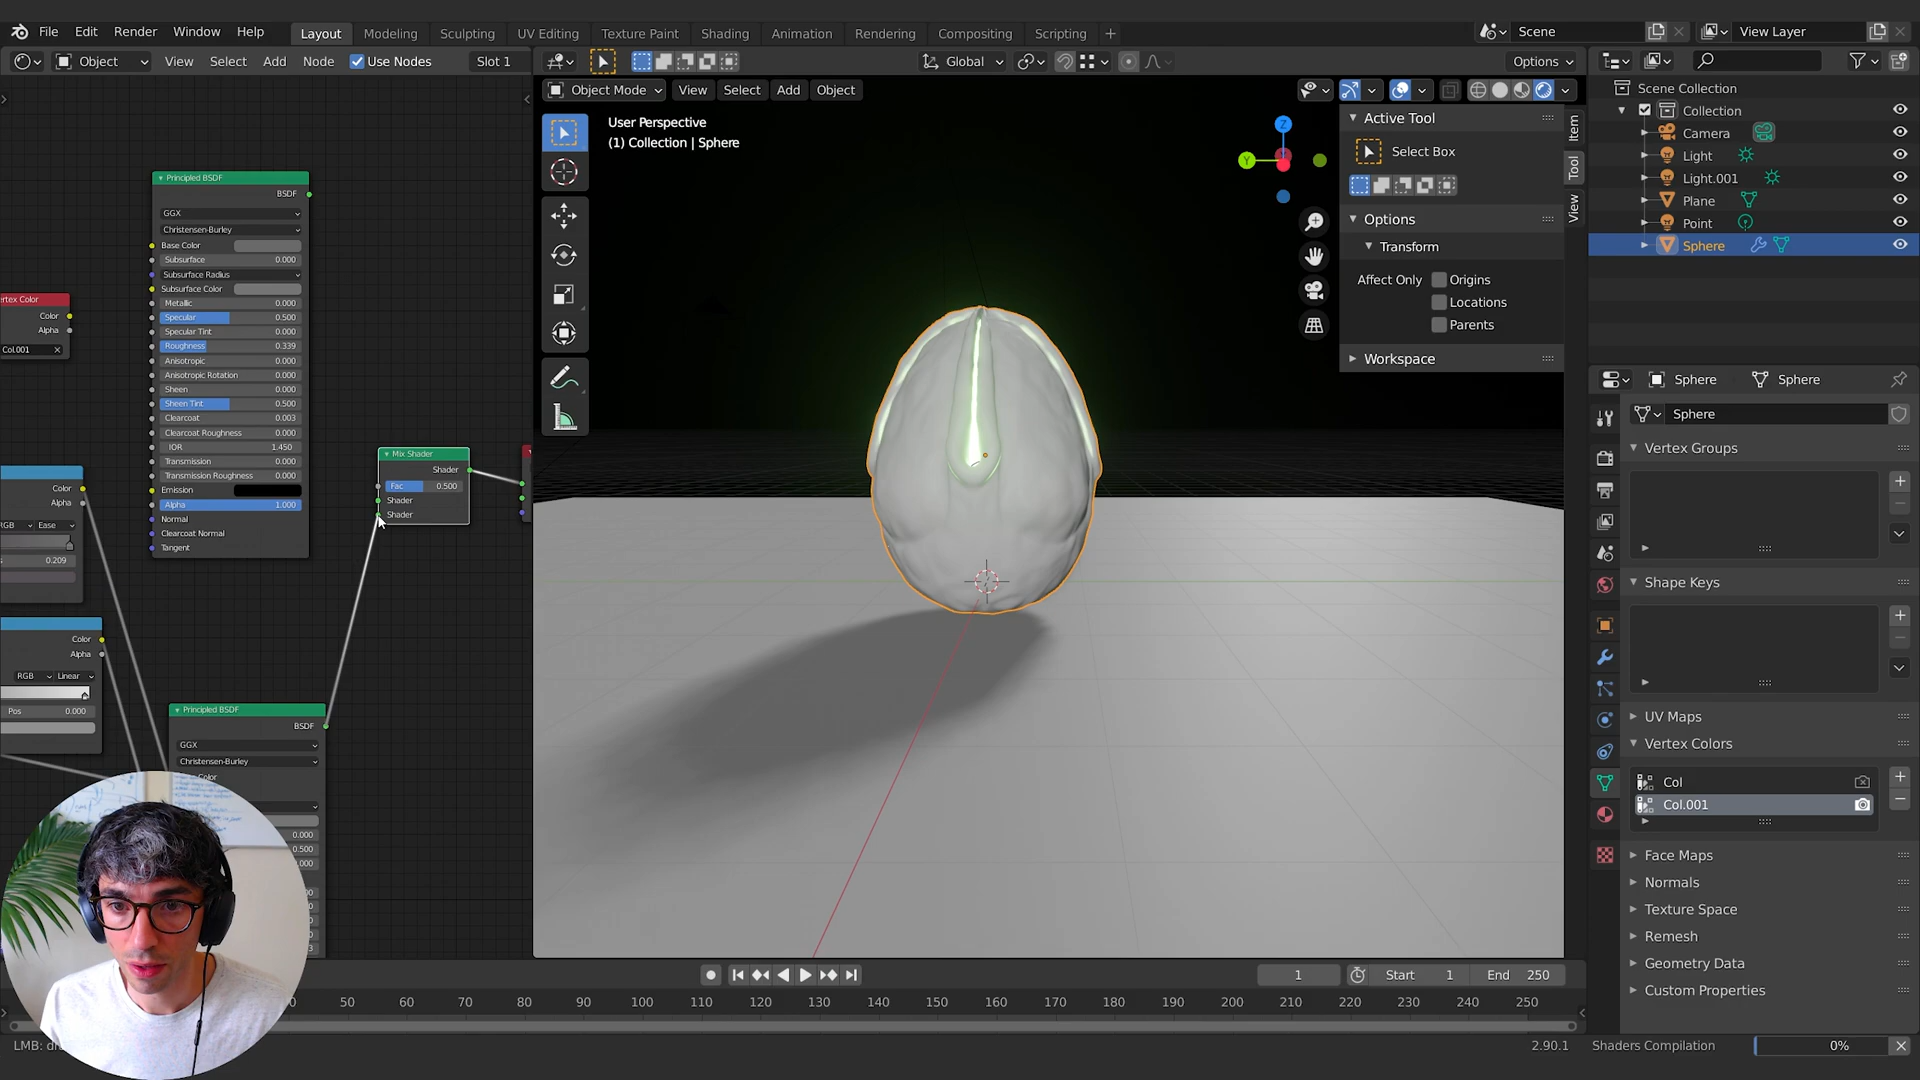 File Edit Render Window Help Layout Modeling Sculpting UV Editing Texture Paint Shading Animation Rendering Compositing Scripting Scene View Layer
Object View Select Add Node Use Nodes Slot 1 Global Options
Object Mode View Select Add Object
User Perspective
(1) Collection | Sphere
Active Tool
Select Box
Options
Transform
Affect Only Origins
Locations
Parents
Workspace
Item
Tool
View
Scene Collection
Collection
Camera
Light
Light.001
Plane
Point
Sphere
Principled BSDF
BSDF
GGX
Christensen-Burley
Base Color
Subsurface 0.000
Subsurface Radius
Subsurface Color
Metallic 0.000
Specular 0.500
Specular Tint 0.000
Roughness 0.339
Anisotropic 0.000
Anisotropic Rotation 0.000
Sheen 0.000
Sheen Tint 0.500
Clearcoat 0.003
Clearcoat Roughness 0.000
IOR 1.450
Transmission 0.000
Transmission Roughness 0.000
Emission
Alpha 1.000
Normal
Clearcoat Normal
Tangent
ertex Color
Color
Alpha
Col.001
Color
Alpha
RGB Ease
s 0.209
Color
Alpha
RGB Linear
Pos 0.000
Mix Shader
Shader
Fac 0.500
Shader
Shader
Principled BSDF
BSDF
GGX
Christensen-Burley
Color
0.000
0.500
.000
Sphere Sphere
Sphere
Vertex Groups
Shape Keys
UV Maps
Vertex Colors
Col
Col.001
Face Maps
Normals
Texture Space
Remesh
Geometry Data
Custom Properties
1 Start 1 End 250
0 50 60 70 80 90 100 110 120 130 140 150 160 170 180 190 200 210 220 230 240 250
LMB: dr
2.90.1 Shaders Compilation 0%